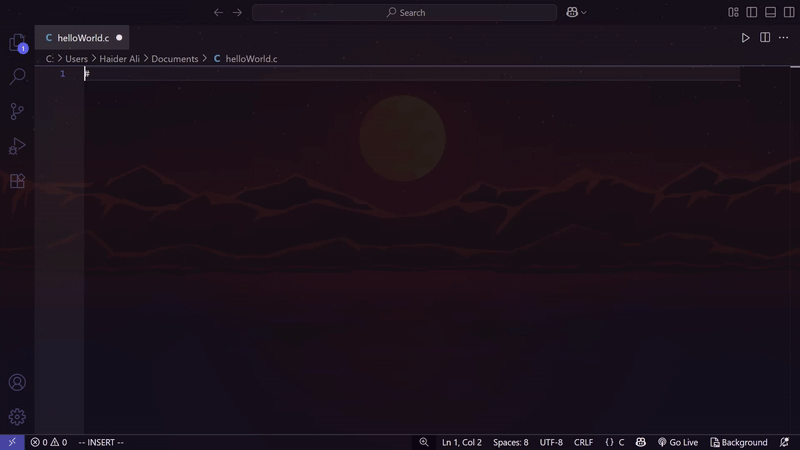 Search
C helloWorld.c
C: > Users > Haider Ali > Documents > C helloWorld.c
1 #
1
0 0 -- INSERT -- Ln 1, Col 2 Spaces: 8 UTF-8 CRLF {} C Go Live Background